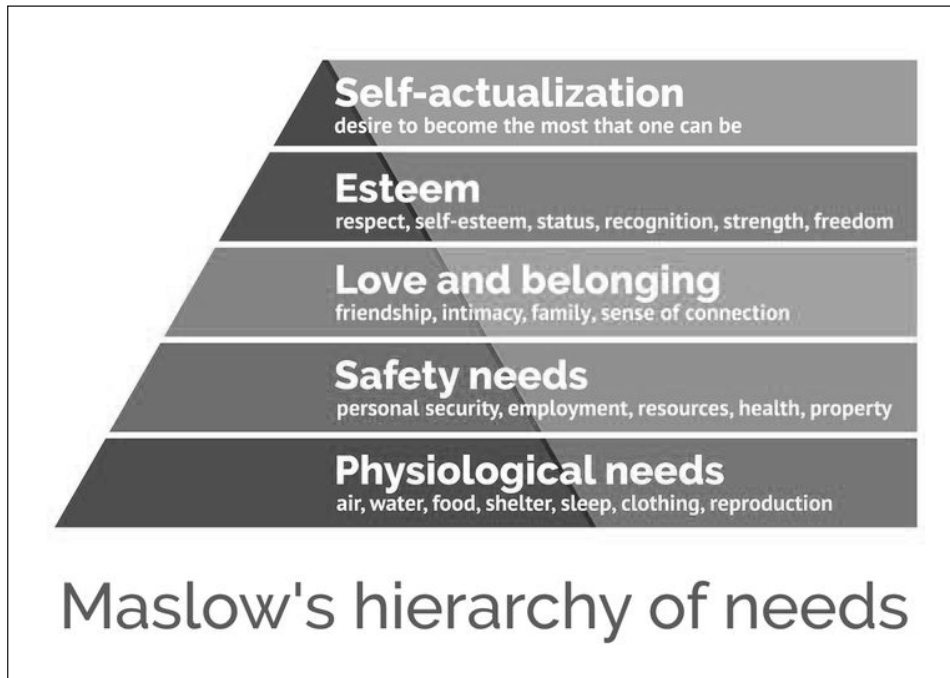 Self-actualization
desire to become the most that one can be
Esteem
respect, self-esteem, status, recognition, strength, freedom
Love and belonging
friendship, intimacy, family, sense of connection
Safety needs
personal security, employment, resources, health, property
Physiological needs
air, water, food, shelter, sleep, clothing, reproduction
Maslow's hierarchy of needs